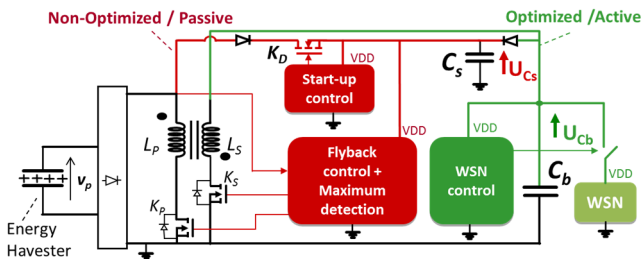 Non-Optimized / Passive
Optimized /Active
K_D
VDD
C_s
U_Cs
Start-up
control
VDD
VDD
VDD
U_Cb
L_P
L_S
Flyback
control +
Maximum
detection
WSN
control
C_b
VDD
WSN
++++
v_p
K_S
K_P
Energy
Havester